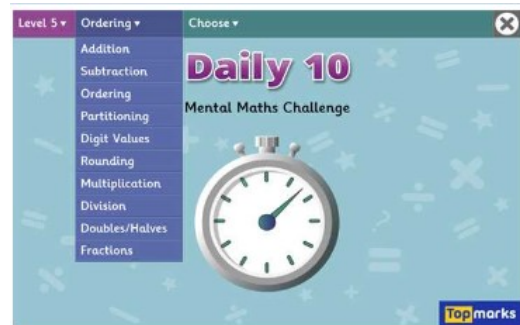 Level 5 ▾ Ordering ▾ Choose ▾
Addition
Subtraction
Ordering
Partitioning
Digit Values
Rounding
Multiplication
Division
Doubles/Halves
Fractions
Daily 10
Mental Maths Challenge
Topmarks